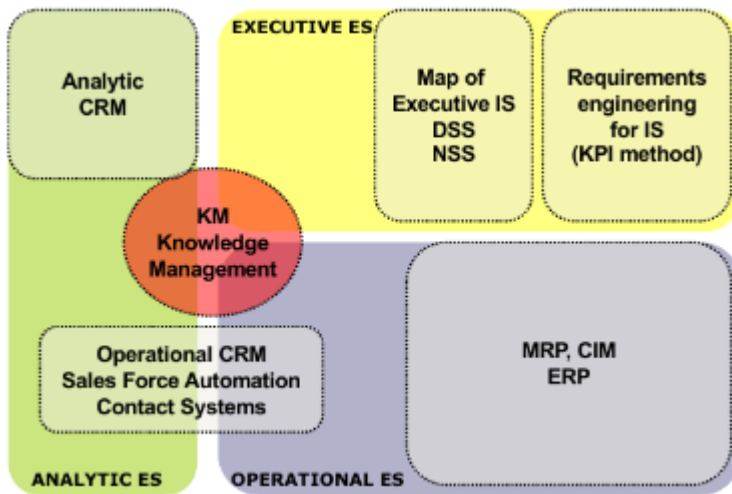 EXECUTIVE ES
Analytic
CRM
Map of
Executive IS
DSS
NSS
Requirements
engineering
for IS
(KPI method)
KM
Knowledge
Management
Operational CRM
Sales Force Automation
Contact Systems
MRP, CIM
ERP
ANALYTIC ES
OPERATIONAL ES